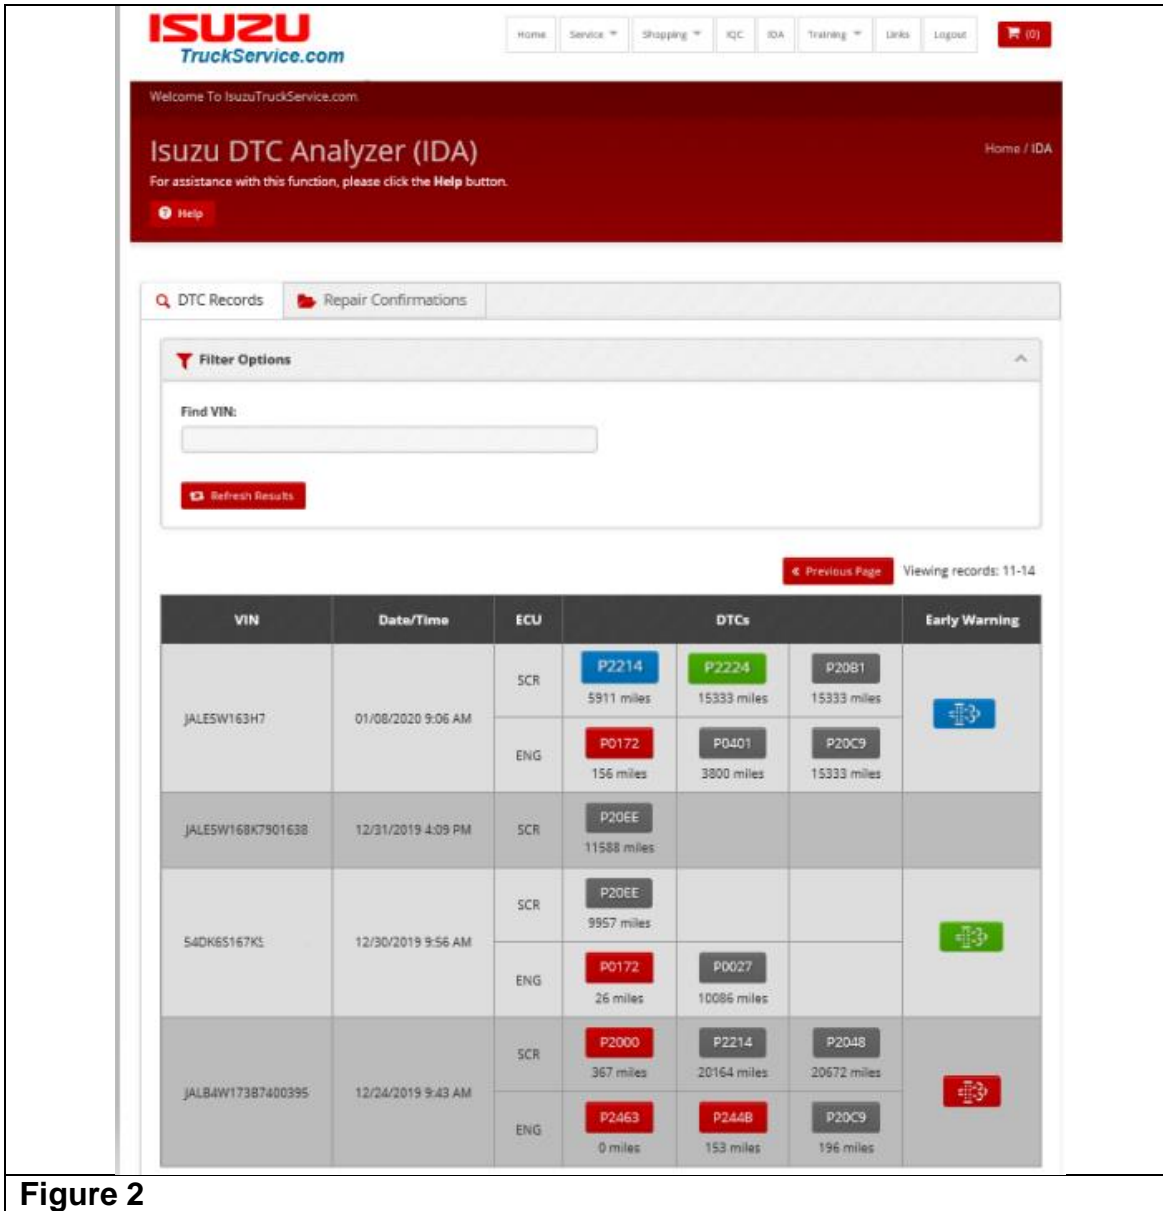 ISUZU
TruckService.com
Home Service Shopping IQC IDA Training Links Logout (0)
Welcome To IsuzuTruckService.com.
Isuzu DTC Analyzer (IDA)
Home / IDA
For assistance with this function, please click the Help button.
Help
DTC Records Repair Confirmations
Filter Options
Find VIN:
Refresh Results
Previous Page Viewing records: 11-14
VIN Date/Time ECU DTCs Early Warning
JALE5W163H7 01/08/2020 9:06 AM
SCR P2214 P2224 P20B1
5911 miles 15333 miles 15333 miles
ENG P0172 P0401 P20C9
156 miles 3800 miles 15333 miles
JALE5W168K7901638 12/31/2019 4:09 PM SCR P20EE
11588 miles
54DK6S167KS 12/30/2019 9:56 AM
SCR P20EE
9957 miles
ENG P0172 P0027
26 miles 10086 miles
JALB4W173B7400395 12/24/2019 9:43 AM
SCR P2000 P2214 P2048
367 miles 20164 miles 20672 miles
ENG P2463 P244B P20C9
0 miles 153 miles 196 miles
Figure 2